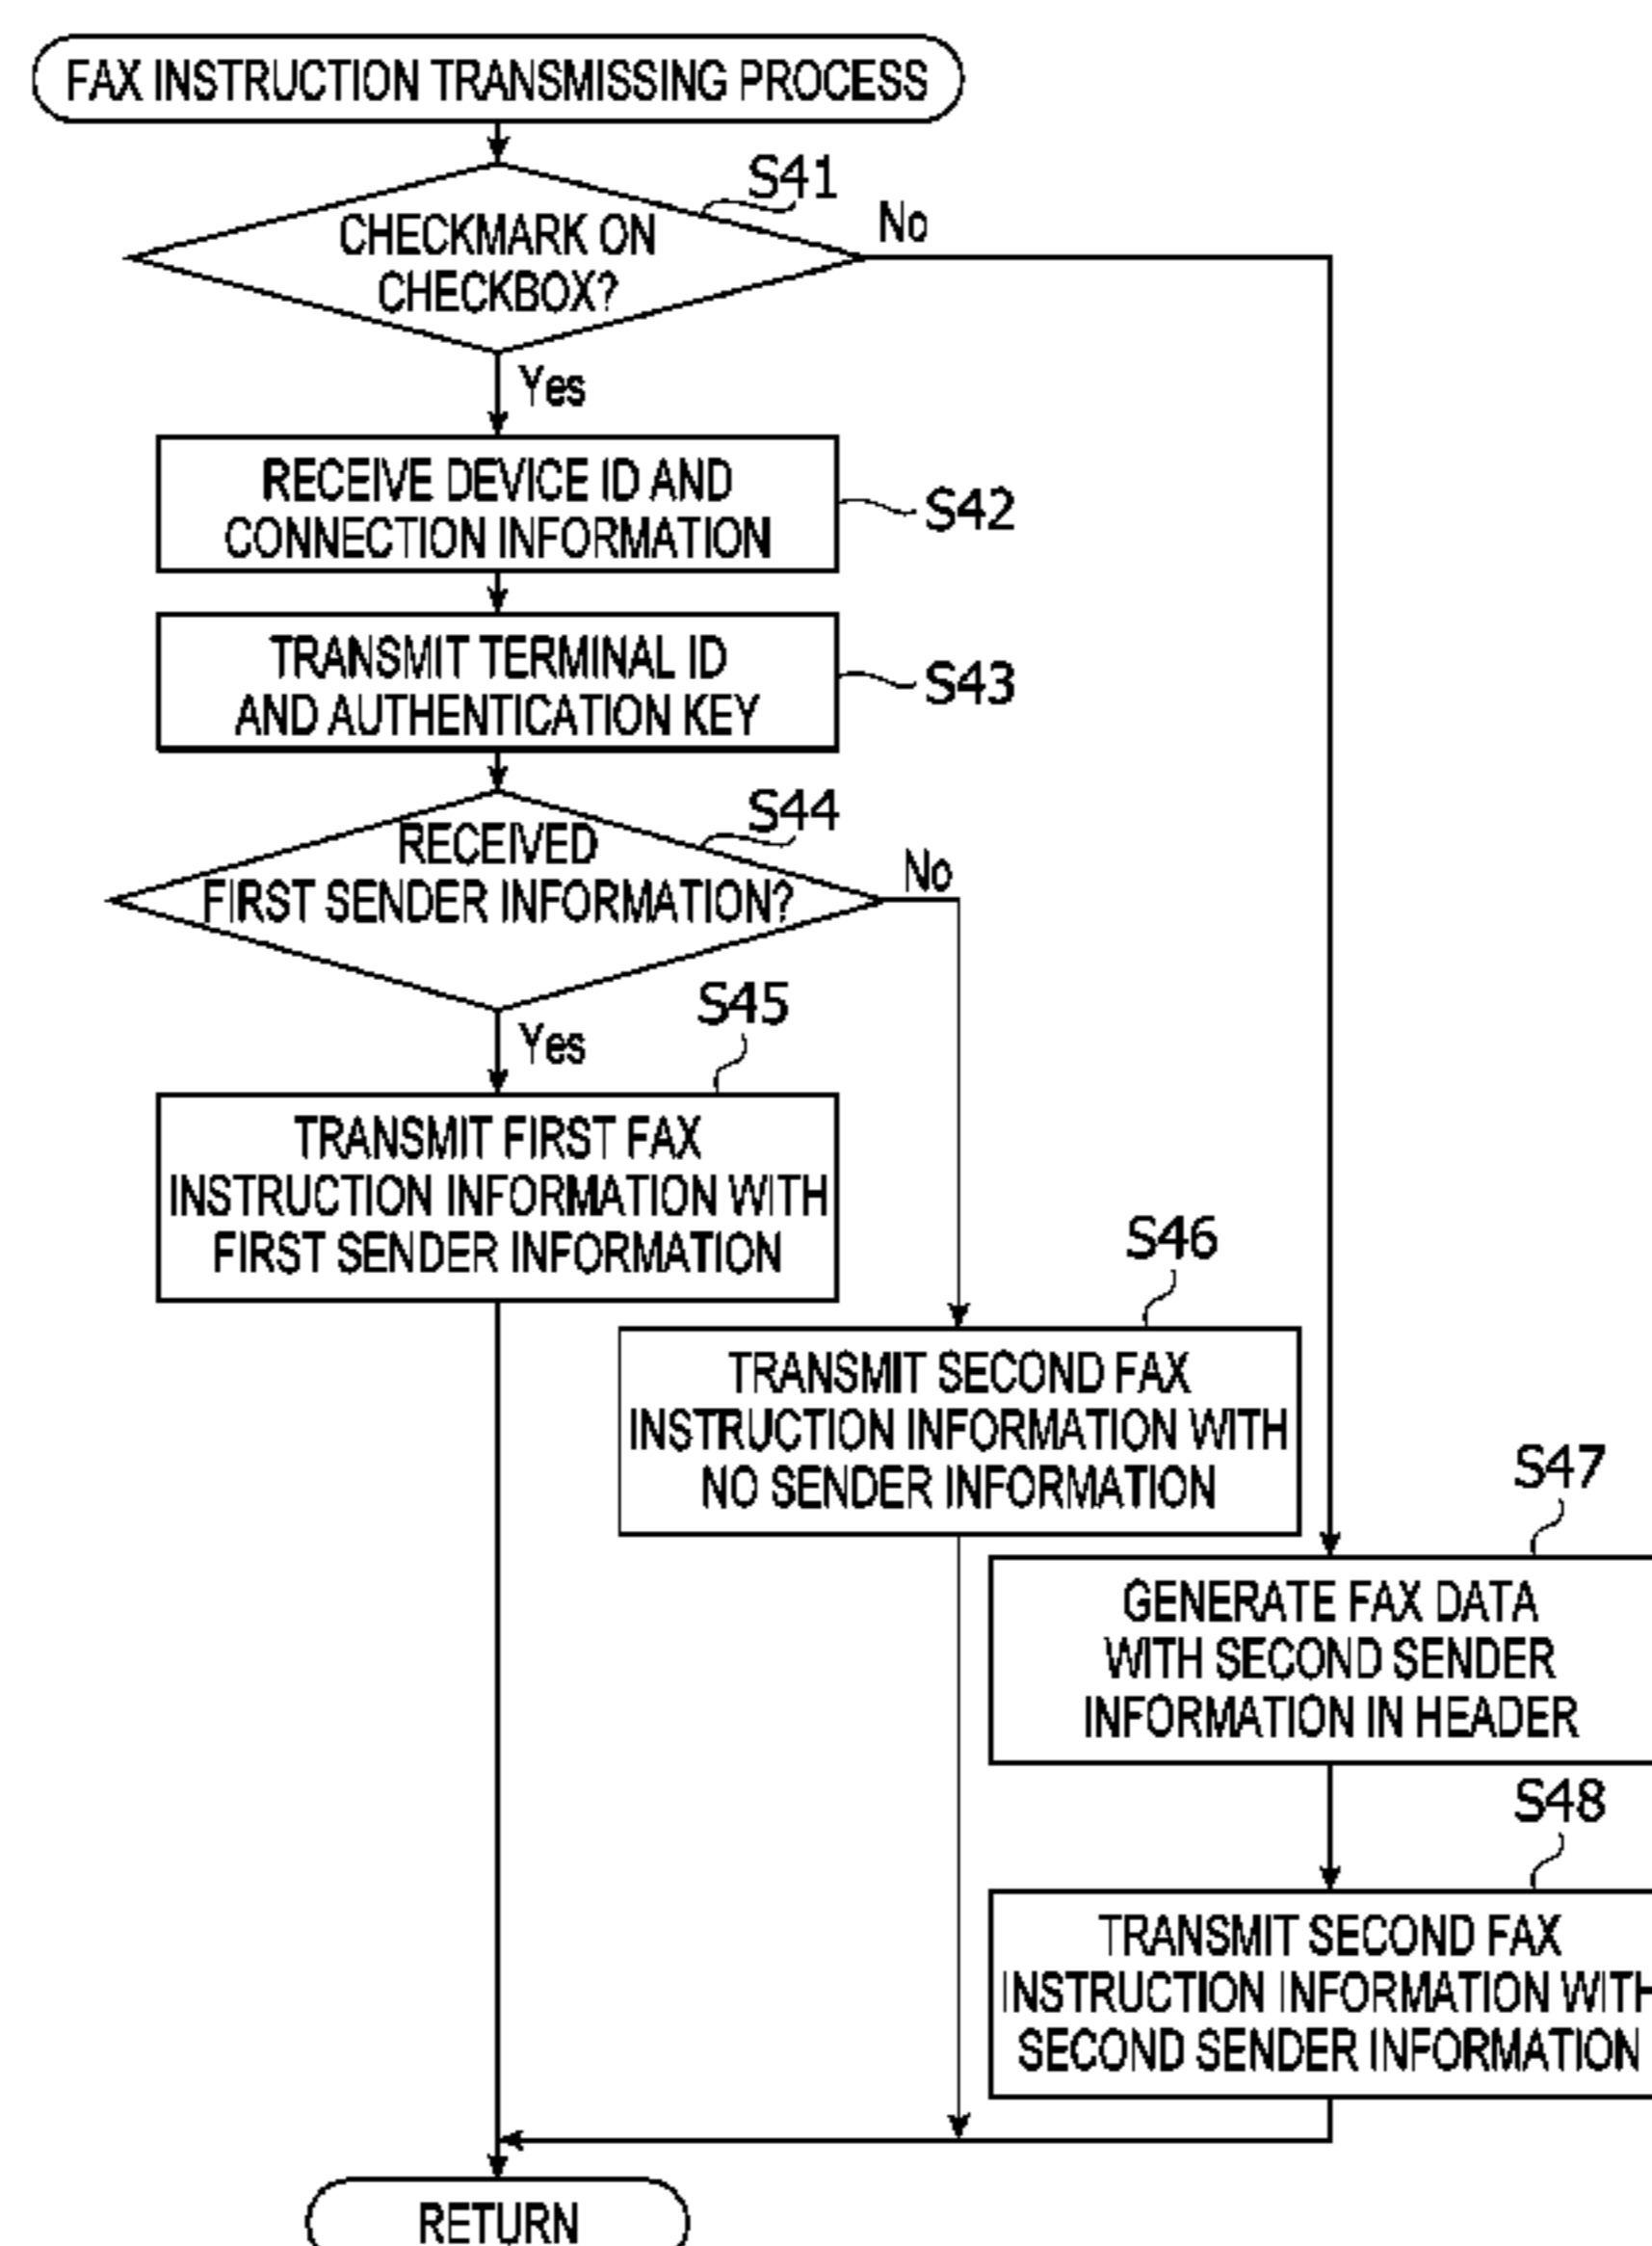 FAX INSTRUCTION TRANSMISSING PROCESS
S41
CHECKMARK ON
CHECKBOX?
No
Yes
RECEIVE DEVICE ID AND
CONNECTION INFORMATION
S42
TRANSMIT TERMINAL ID
AND AUTHENTICATION KEY
S43
S44
RECEIVED
FIRST SENDER INFORMATION?
No
Yes
S45
TRANSMIT FIRST FAX
INSTRUCTION INFORMATION WITH
FIRST SENDER INFORMATION
S46
TRANSMIT SECOND FAX
INSTRUCTION INFORMATION WITH
NO SENDER INFORMATION
S47
GENERATE FAX DATA
WITH SECOND SENDER
INFORMATION IN HEADER
S48
TRANSMIT SECOND FAX
INSTRUCTION INFORMATION WITH
SECOND SENDER INFORMATION
RETURN